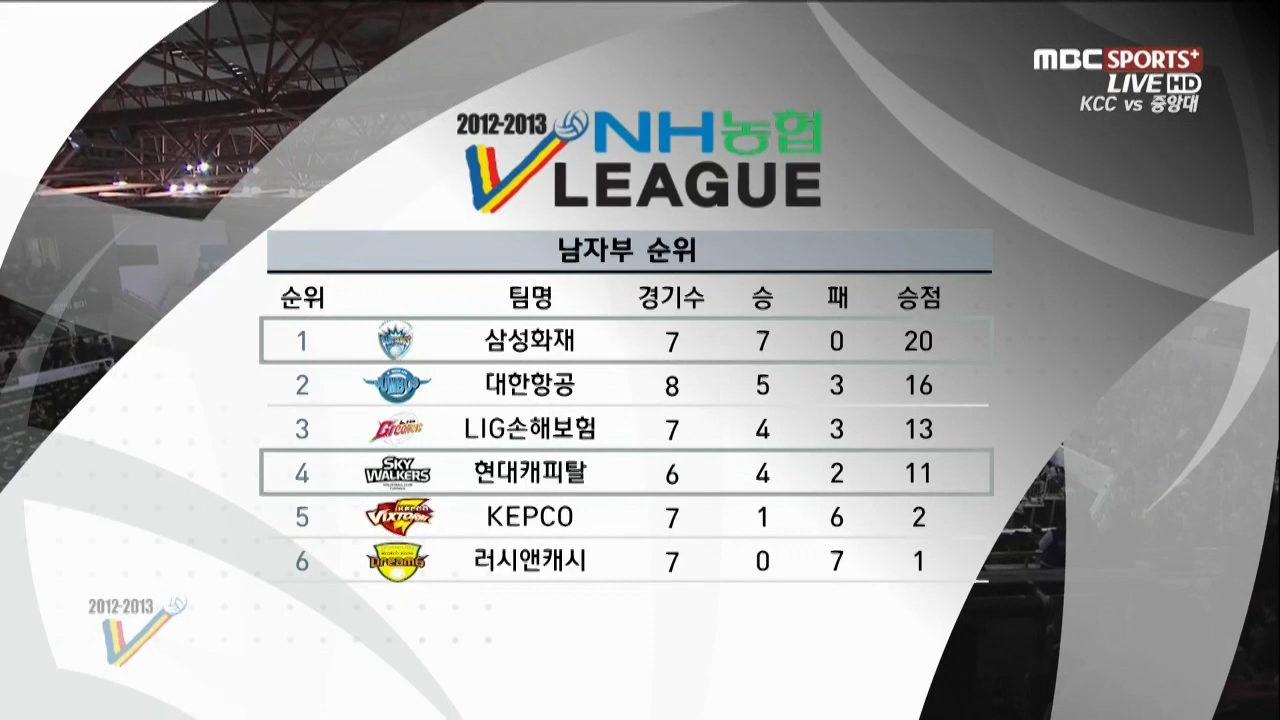 MBC SPORTS+
LIVE HD
KCC vs 중앙대
2012-2013 NH농협
V LEAGUE
남자부 순위
순위 팀명 경기수 승 패 승점
1 삼성화재 7 7 0 20
2 대한항공 8 5 3 16
3 LIG손해보험 7 4 3 13
4 SKY WALKERS 현대캐피탈 6 4 2 11
5 KEPCO VIXTORM KEPCO 7 1 6 2
6 Dream6 러시앤캐시 7 0 7 1
2012-2013
V